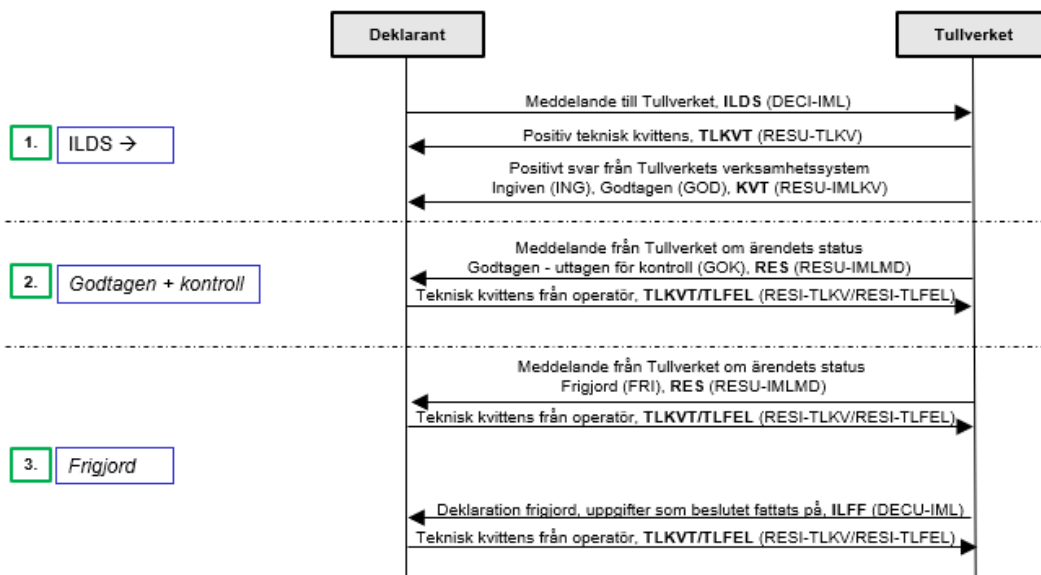 Deklarant
Tullverket
Meddelande till Tullverket, ILDS (DECI-IML)
1.
ILDS →
Positiv teknisk kvittens, TLKVT (RESU-TLKV)
Positivt svar från Tullverkets verksamhetssystem
Ingiven (ING), Godtagen (GOD), KVT (RESU-IMLKV)
Meddelande från Tullverket om ärendets status
2.
Godtagen + kontroll
Godtagen - uttagen för kontroll (GOK), RES (RESU-IMLMD)
Teknisk kvittens från operatör, TLKVT/TLFEL (RESI-TLKV/RESI-TLFEL)
Meddelande från Tullverket om ärendets status
Frigjord (FRI), RES (RESU-IMLMD)
Teknisk kvittens från operatör, TLKVT/TLFEL (RESI-TLKV/RESI-TLFEL)
3.
Frigjord
Deklaration frigjord, uppgifter som beslutet fattats på, ILFF (DECU-IML)
Teknisk kvittens från operatör, TLKVT/TLFEL (RESI-TLKV/RESI-TLFEL)